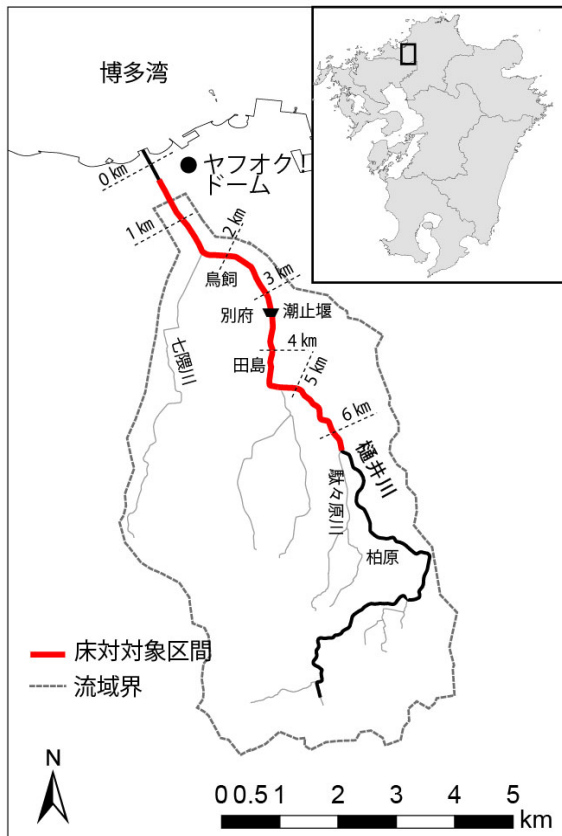 博多湾
ヤフオク！
ドーム
0 km
1 km
2 km
鳥飼
3 km
別府
潮止堰
七隈川
田島
4 km
5 km
6 km
樋井川
駄々原川
柏原
床対対象区間
流域界
N
0 0.5 1 2 3 4 5
km